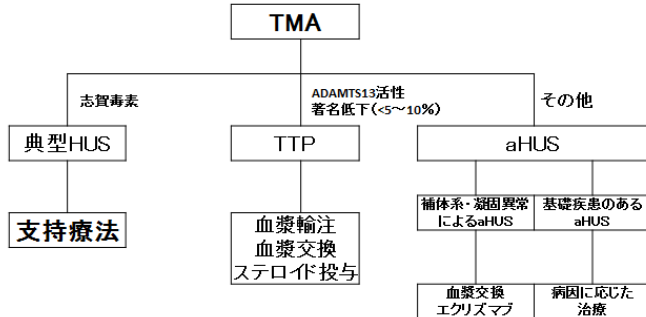 TMA
志賀毒素
ADAMTS13活性
著名低下(<5～10%)
その他
典型HUS
TTP
aHUS
支持療法
血漿輸注
血漿交換
ステロイド投与
補体系・凝固異常
によるaHUS
基礎疾患のある
aHUS
血漿交換
エクリズマブ
病因に応じた
治療